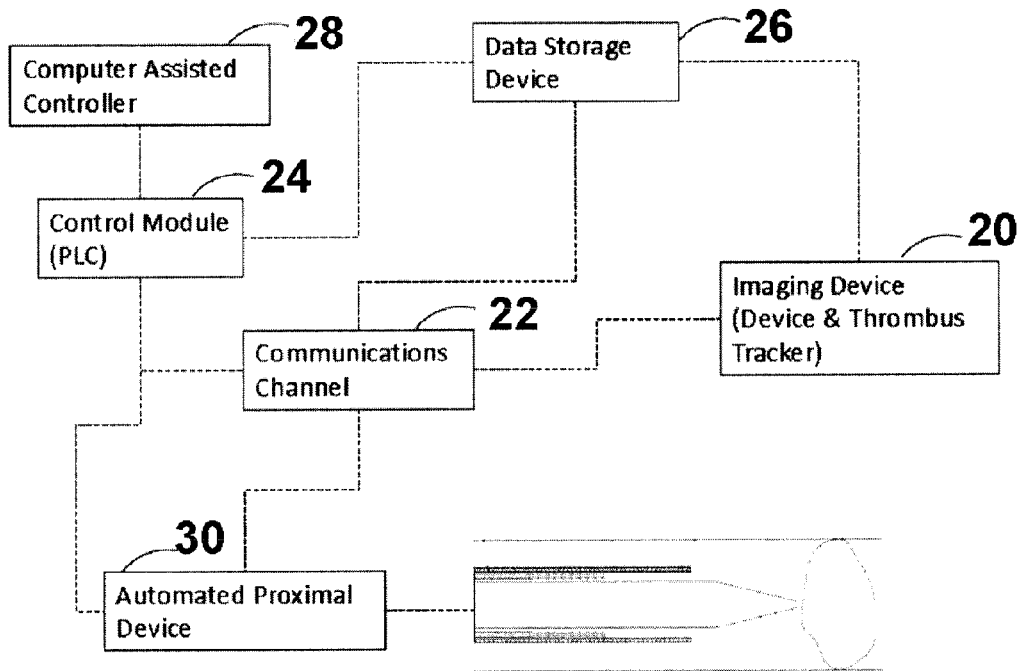 28
Computer Assisted
Controller
Data Storage
Device
26
24
Control Module
(PLC)
20
Imaging Device
(Device & Thrombus
Tracker)
22
Communications
Channel
30
Automated Proximal
Device